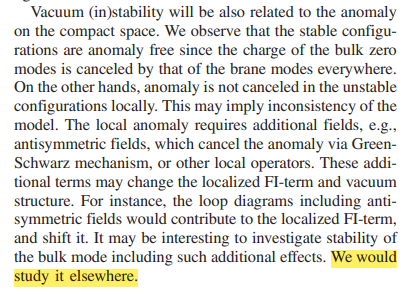 Vacuum (in)stability will be also related to the anomaly
on the compact space. We observe that the stable configu-
rations are anomaly free since the charge of the bulk zero
modes is canceled by that of the brane modes everywhere.
On the other hands, anomaly is not canceled in the unstable
configurations locally. This may imply inconsistency of the
model. The local anomaly requires additional fields, e.g.,
antisymmetric fields, which cancel the anomaly via Green-
Schwarz mechanism, or other local operators. These addi-
tional terms may change the localized FI-term and vacuum
structure. For instance, the loop diagrams including anti-
symmetric fields would contribute to the localized FI-term,
and shift it. It may be interesting to investigate stability of
the bulk mode including such additional effects. We would
study it elsewhere.